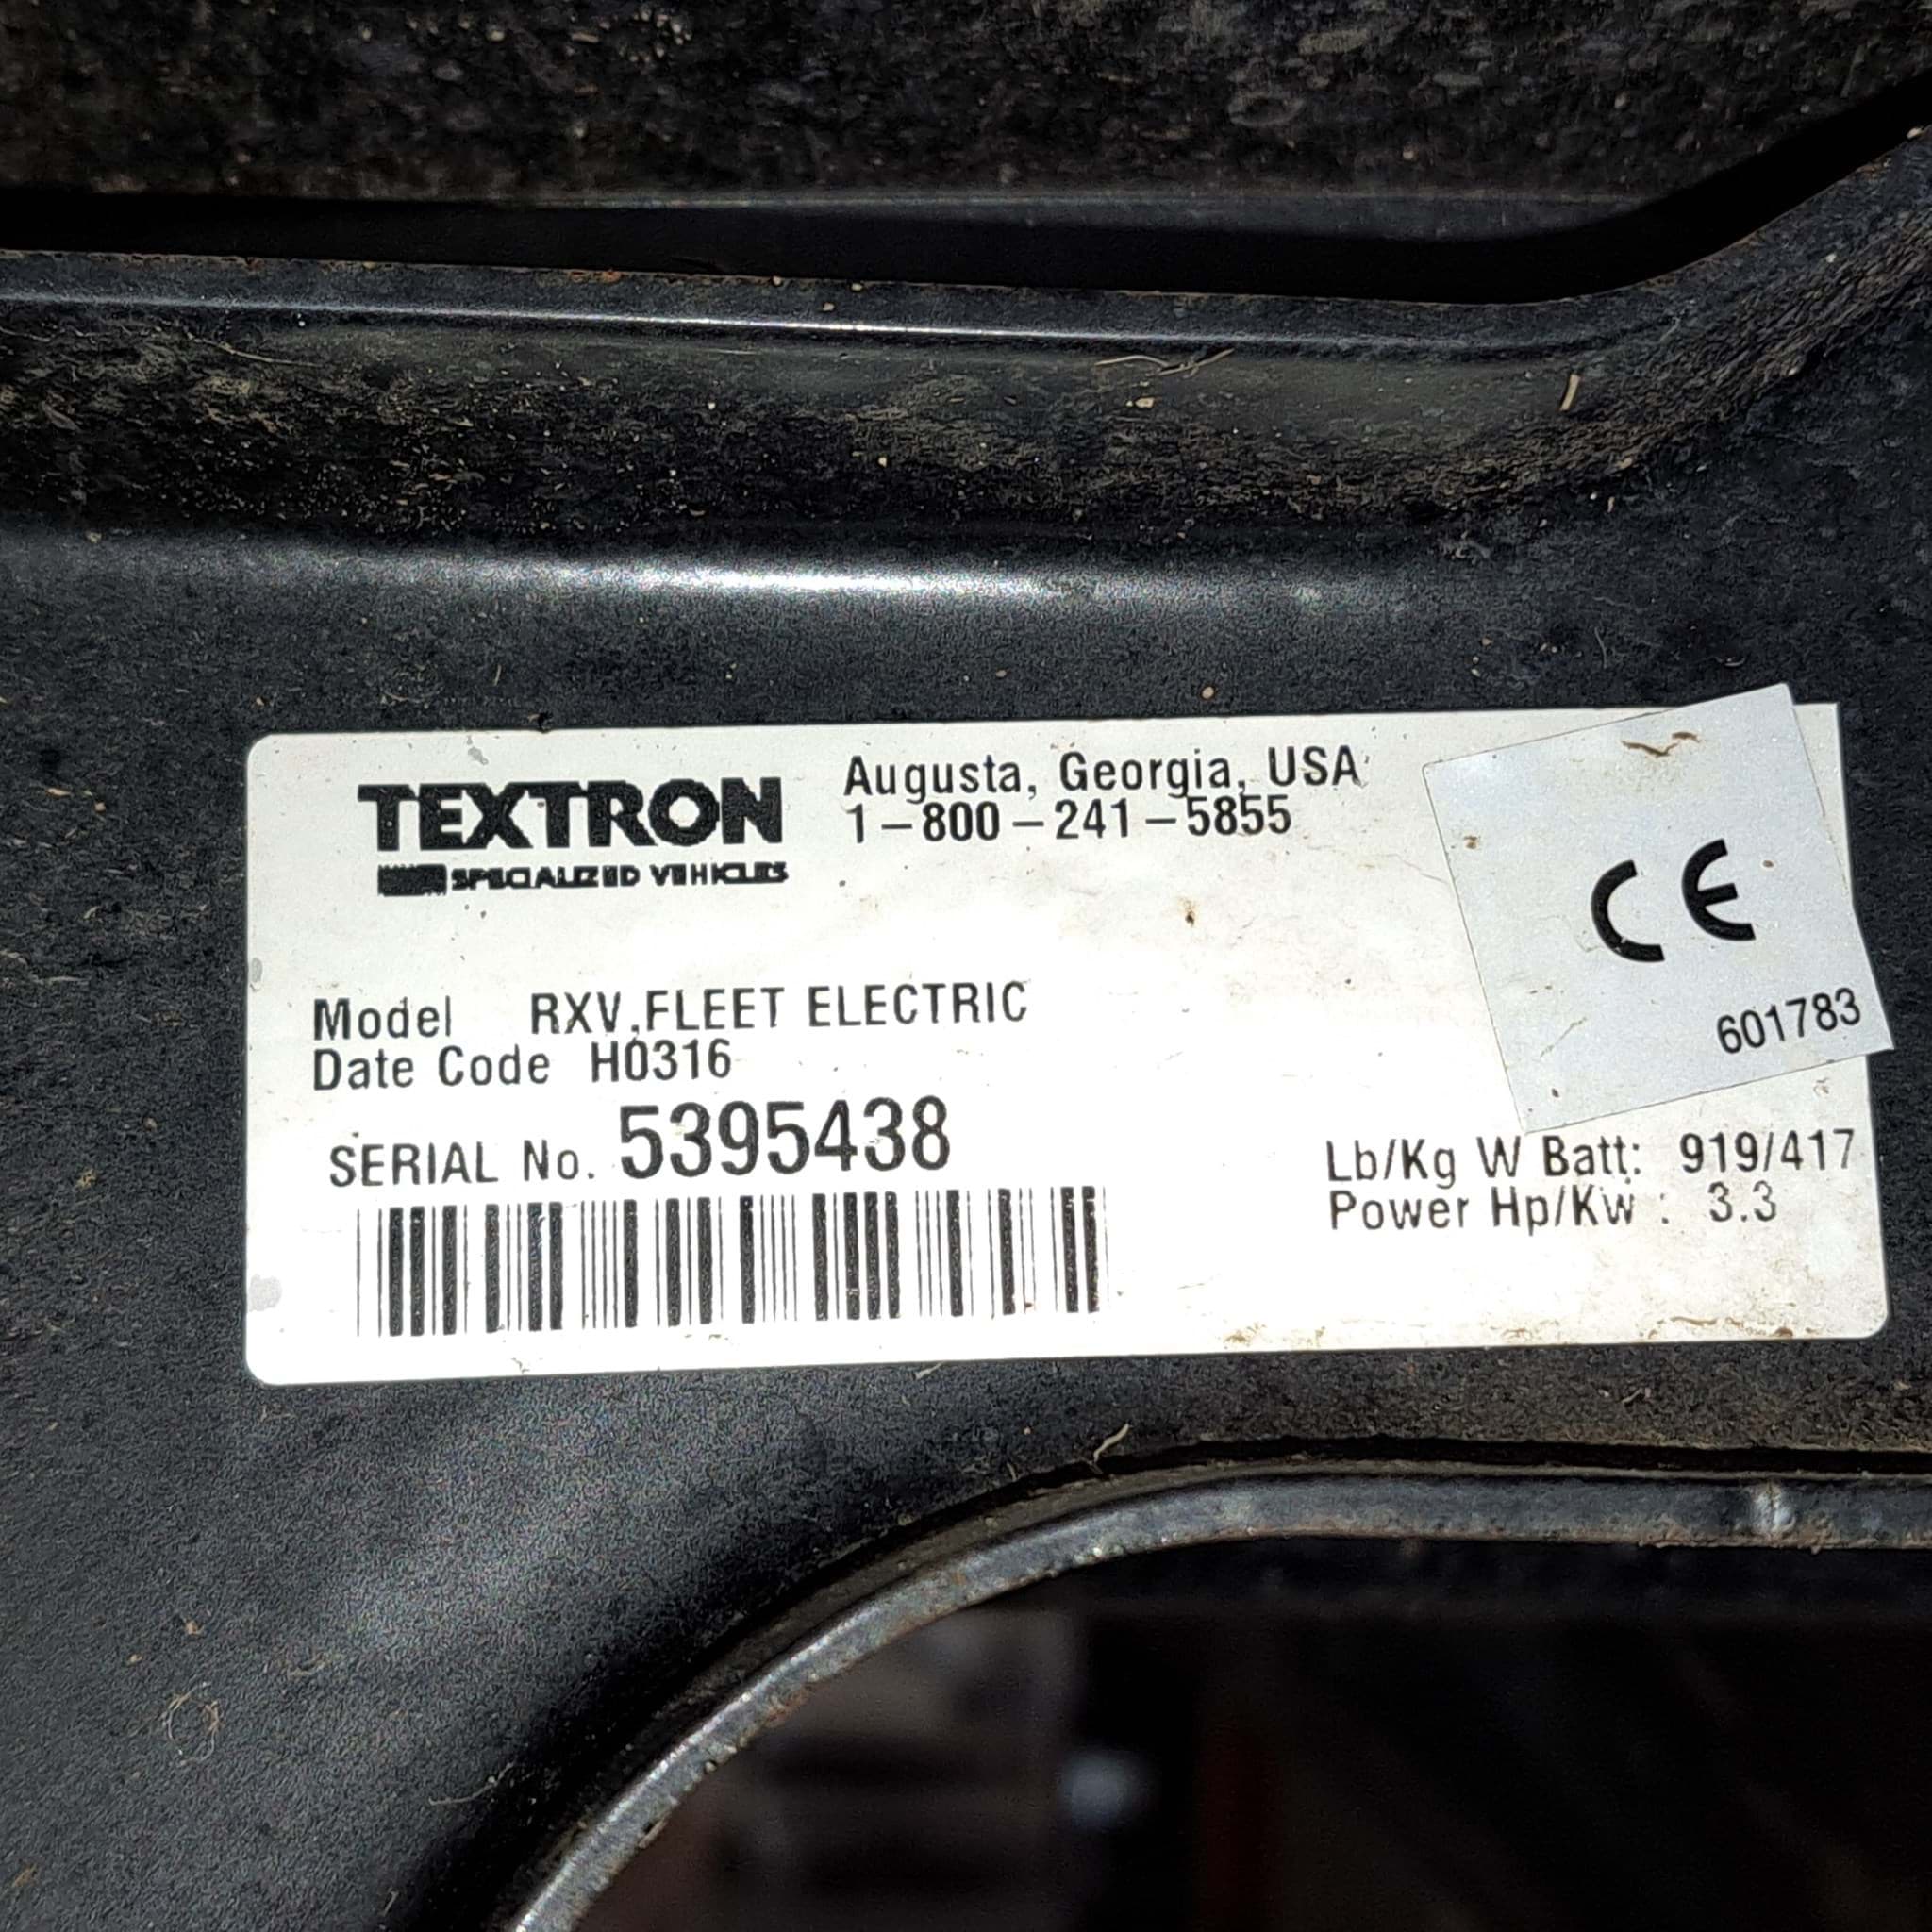 TEXTRON
SPECIALIZED VEHICLES
Augusta, Georgia, USA
1-800-241-5855
CE
601783
Model RXV,FLEET ELECTRIC
Date Code H0316
SERIAL No. 5395438
Lb/Kg W Batt: 919/417
Power Hp/Kw : 3.3